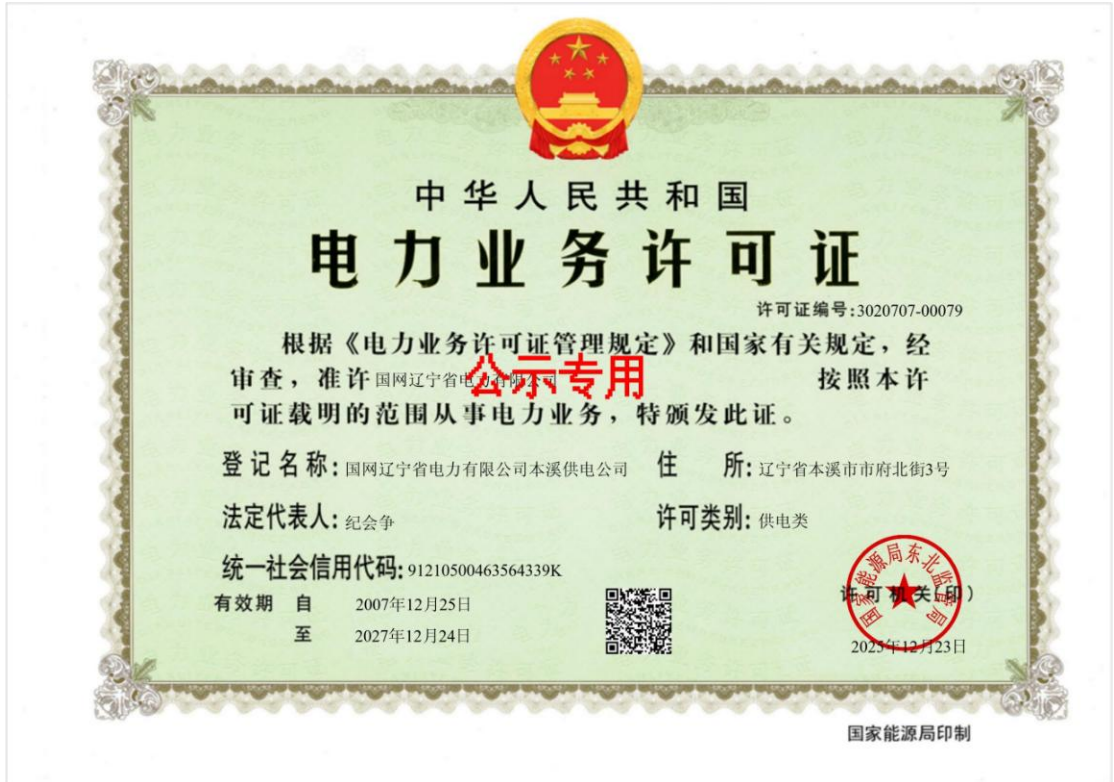 中华人民共和国
电力业务许可证
许可证编号:3020707-00079
根据《电力业务许可证管理规定》和国家有关规定，经
审查，准许 国网辽宁省电力有限公司 按照本许
公示专用
可证载明的范围从事电力业务，特颁发此证。
登记名称: 国网辽宁省电力有限公司本溪供电公司 住 所: 辽宁省本溪市市府北街3号
法定代表人: 纪会争 许可类别: 供电类
统一社会信用代码: 91210500463564339K
有效期 自 2007年12月25日
至 2027年12月24日
国家能源局东北监管局
许可机关(印)
2025年12月23日
国家能源局印制